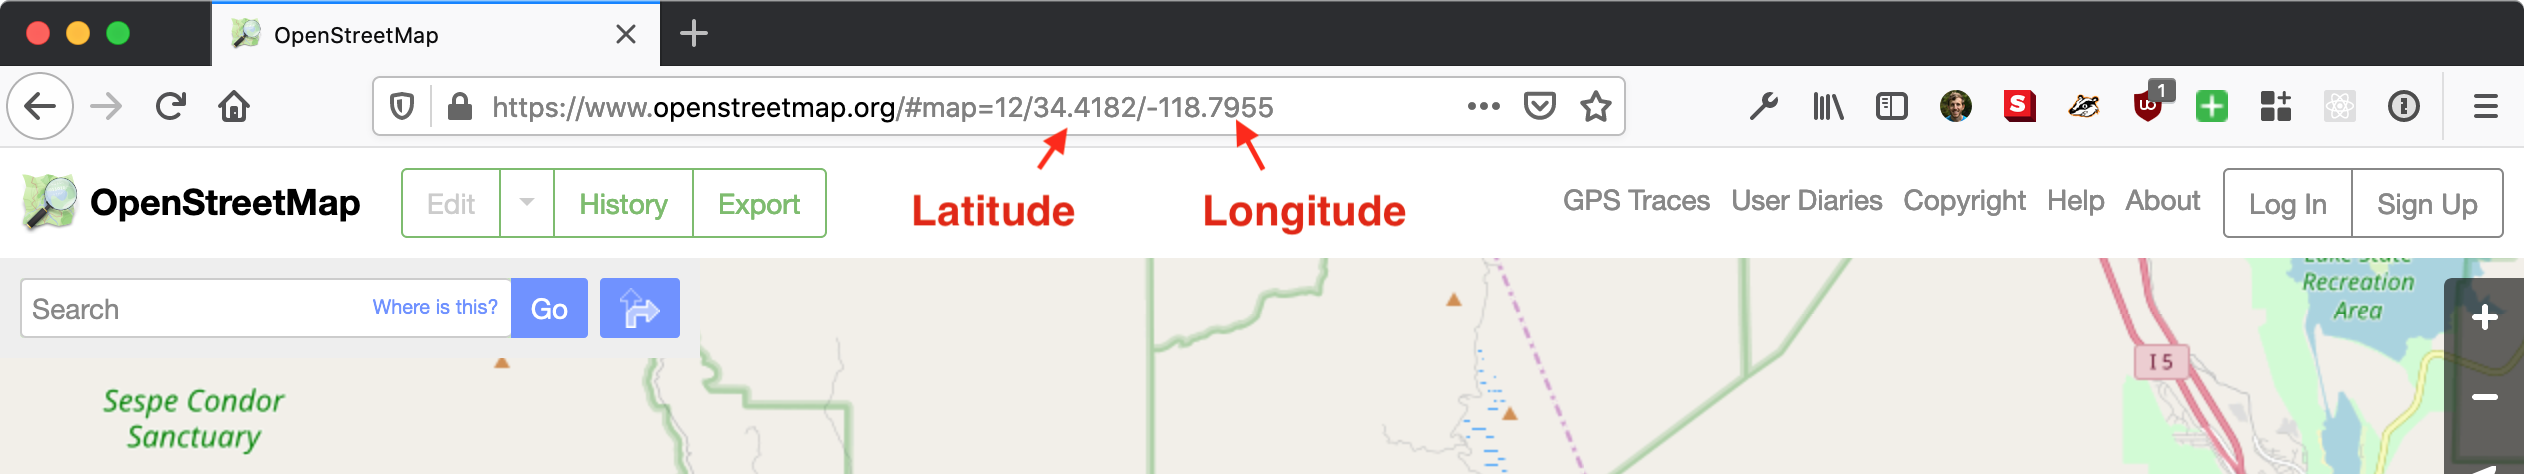 OpenStreetMap
https://www.openstreetmap.org/#map=12/34.4182/-118.7955
1
OpenStreetMap
Edit
History
Export
Latitude
Longitude
GPS Traces
User Diaries
Copyright
Help
About
Log In
Sign Up
Search
Where is this?
Go
Sespe Condor
Sanctuary
Lake State
Recreation
Area
I 5